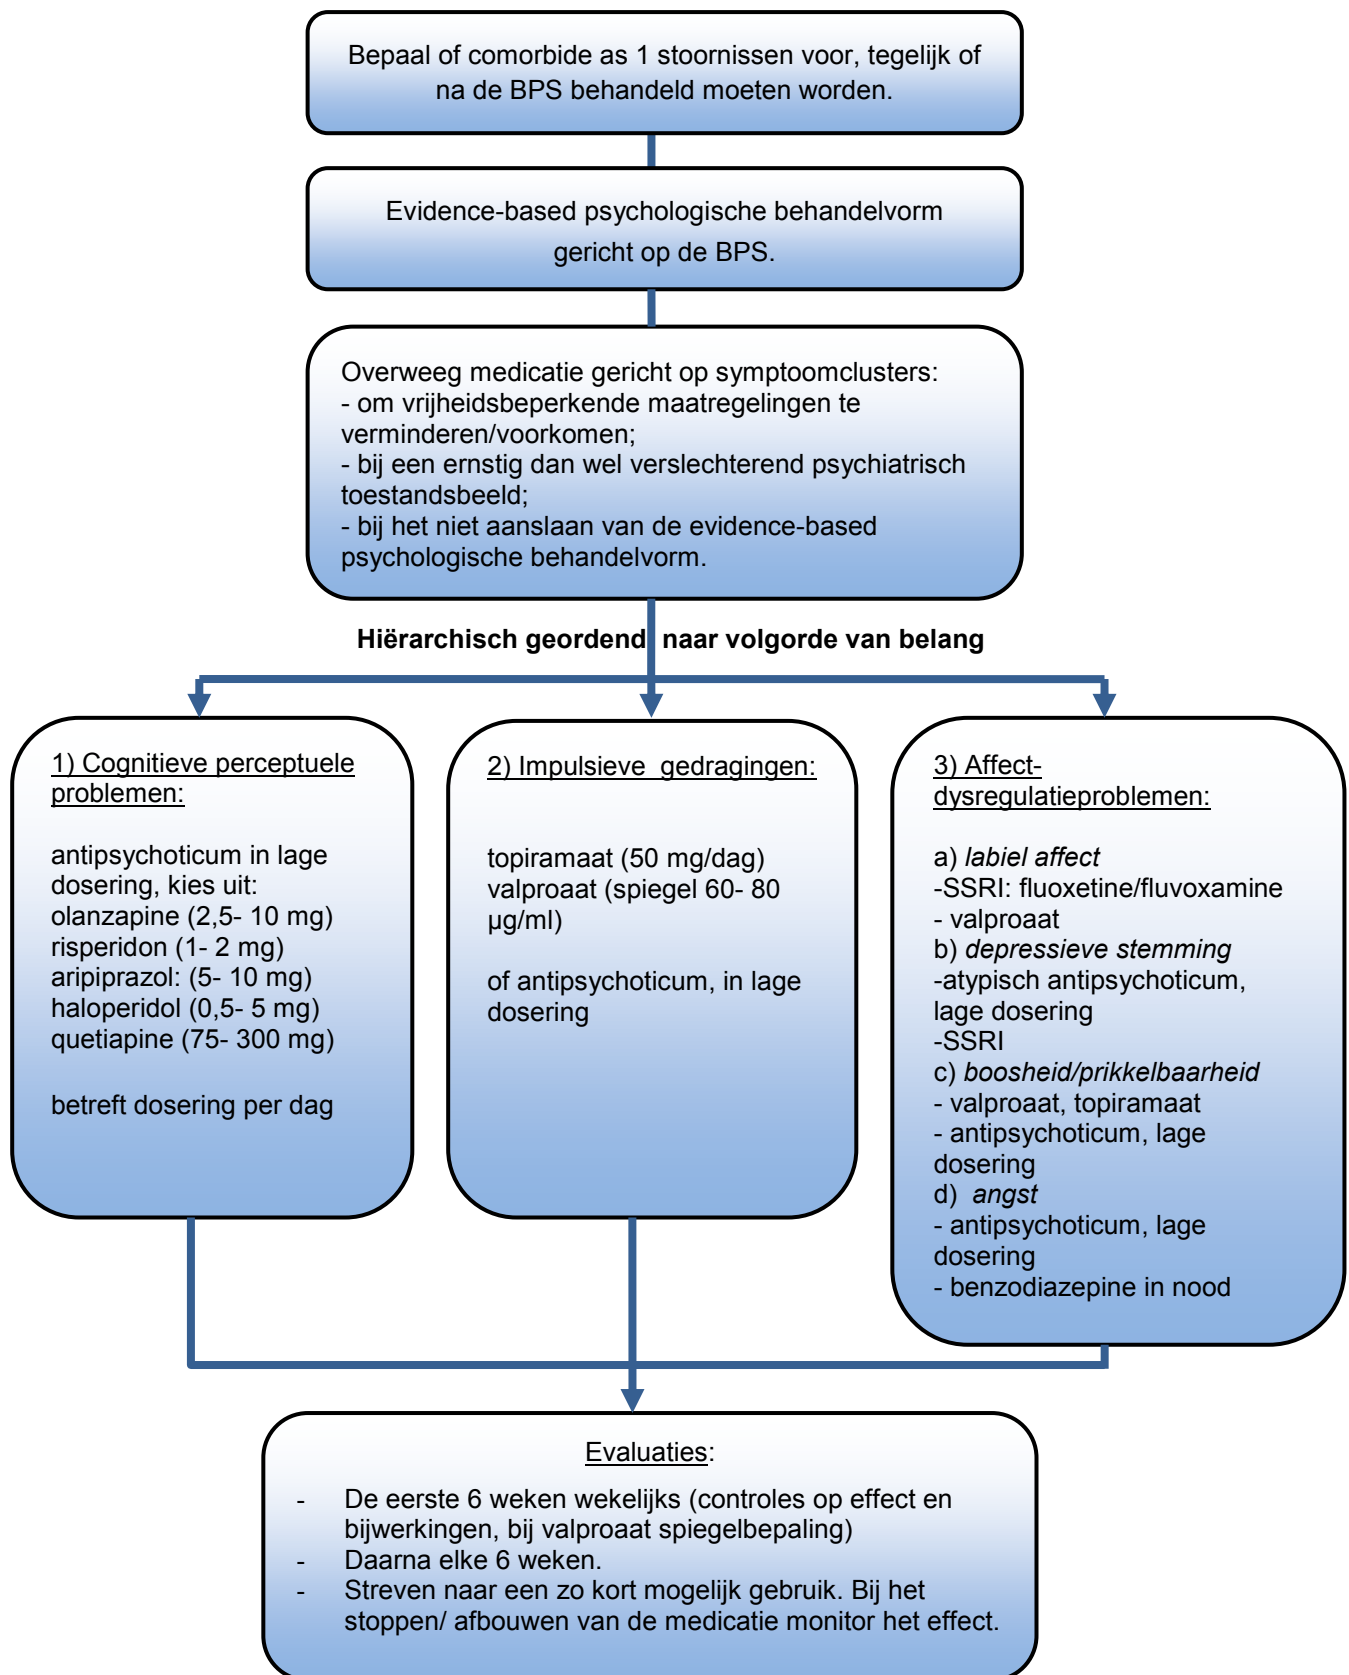 Bepaal of comorbide as 1 stoornissen voor, tegelijk of
na de BPS behandeld moeten worden.
Evidence-based psychologische behandelvorm
gericht op de BPS.
Overweeg medicatie gericht op symptoomclusters:
- om vrijheidsbeperkende maatregelingen te
verminderen/voorkomen;
- bij een ernstig dan wel verslechterend psychiatrisch
toestandsbeeld;
- bij het niet aanslaan van de evidence-based
psychologische behandelvorm.
Hiërarchisch geordend naar volgorde van belang
1) Cognitieve perceptuele
problemen:
antipsychoticum in lage
dosering, kies uit:
olanzapine (2,5- 10 mg)
risperidon (1- 2 mg)
aripiprazol: (5- 10 mg)
haloperidol (0,5- 5 mg)
quetiapine (75- 300 mg)
betreft dosering per dag
2) Impulsieve gedragingen:
topiramaat (50 mg/dag)
valproaat (spiegel 60- 80
µg/ml)
of antipsychoticum, in lage
dosering
3) Affect-
dysregulatieproblemen:
a) labiel affect
-SSRI: fluoxetine/fluvoxamine
- valproaat
b) depressieve stemming
-atypisch antipsychoticum,
lage dosering
-SSRI
c) boosheid/prikkelbaarheid
- valproaat, topiramaat
- antipsychoticum, lage
dosering
d) angst
- antipsychoticum, lage
dosering
- benzodiazepine in nood
Evaluaties:
- De eerste 6 weken wekelijks (controles op effect en
bijwerkingen, bij valproaat spiegelbepaling)
- Daarna elke 6 weken.
- Streven naar een zo kort mogelijk gebruik. Bij het
stoppen/ afbouwen van de medicatie monitor het effect.